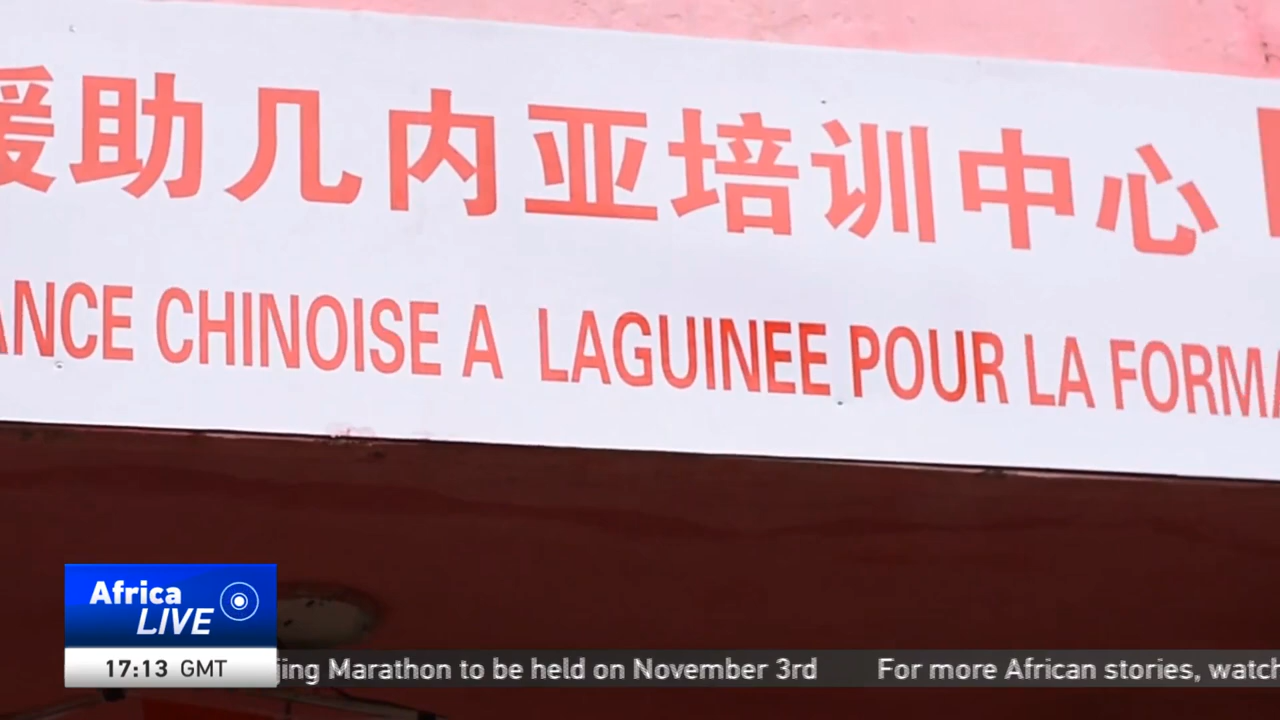 援助几内亚培训中心
ANCE CHINOISE A LAGUINEE POUR LA FORMA
Africa
LIVE
17:13 GMT
jing Marathon to be held on November 3rd For more African stories, watch